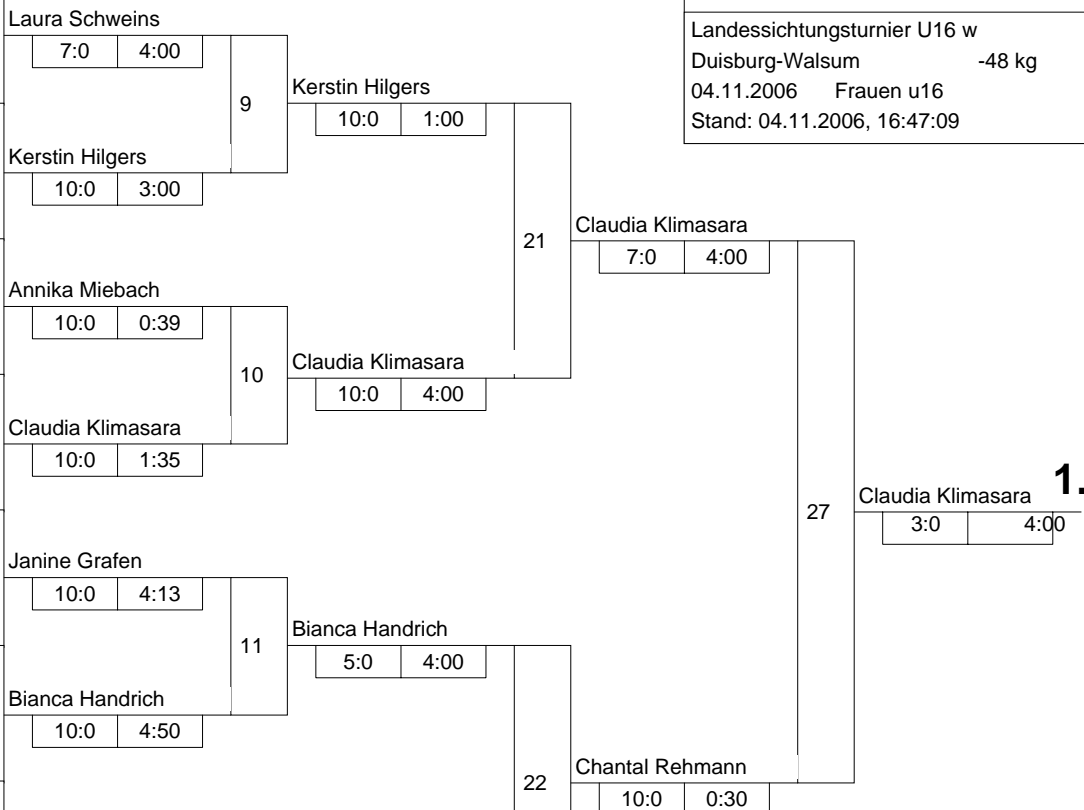 Laura Schweins
7:0 4:00
Landessichtungsturnier U16 w
Duisburg-Walsum -48 kg
04.11.2006 Frauen u16
Stand: 04.11.2006, 16:47:09
9
Kerstin Hilgers
10:0 1:00
Kerstin Hilgers
10:0 3:00
21
Claudia Klimasara
7:0 4:00
Annika Miebach
10:0 0:39
10
Claudia Klimasara
10:0 4:00
Claudia Klimasara
10:0 1:35
27
Claudia Klimasara 1.
3:0 4:00
Janine Grafen
10:0 4:13
11
Bianca Handrich
5:0 4:00
Bianca Handrich
10:0 4:50
22
Chantal Rehmann
10:0 0:30